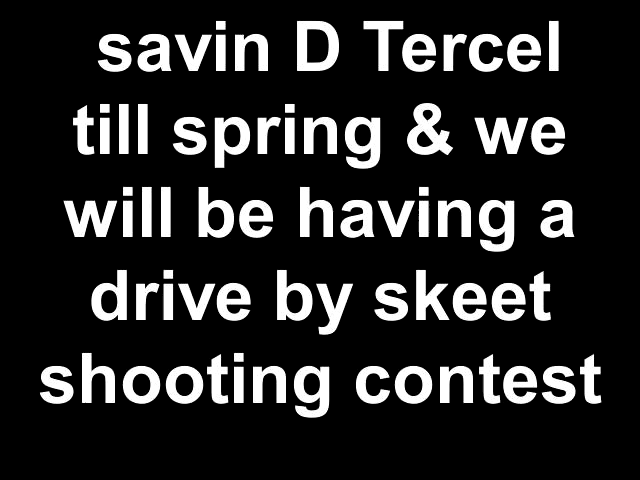 savin D Tercel
till spring & we
will be having a
drive by skeet
shooting contest